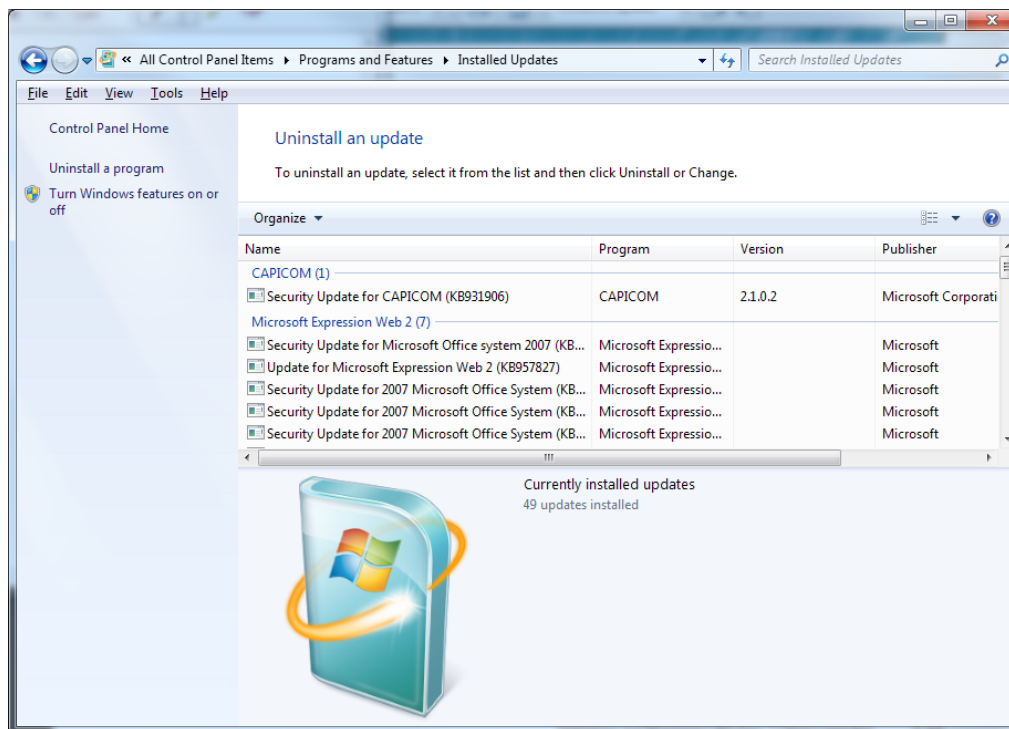 « All Control Panel Items ▸ Programs and Features ▸ Installed Updates
Search Installed Updates
File Edit View Tools Help
Control Panel Home
Uninstall a program
Turn Windows features on or
off
Uninstall an update
To uninstall an update, select it from the list and then click Uninstall or Change.
Organize
Name Program Version Publisher
CAPICOM (1)
Security Update for CAPICOM (KB931906) CAPICOM 2.1.0.2 Microsoft Corporati
Microsoft Expression Web 2 (7)
Security Update for Microsoft Office system 2007 (KB... Microsoft Expressio... Microsoft
Update for Microsoft Expression Web 2 (KB957827) Microsoft Expressio... Microsoft
Security Update for 2007 Microsoft Office System (KB... Microsoft Expressio... Microsoft
Security Update for 2007 Microsoft Office System (KB... Microsoft Expressio... Microsoft
Security Update for 2007 Microsoft Office System (KB... Microsoft Expressio... Microsoft
Currently installed updates
49 updates installed